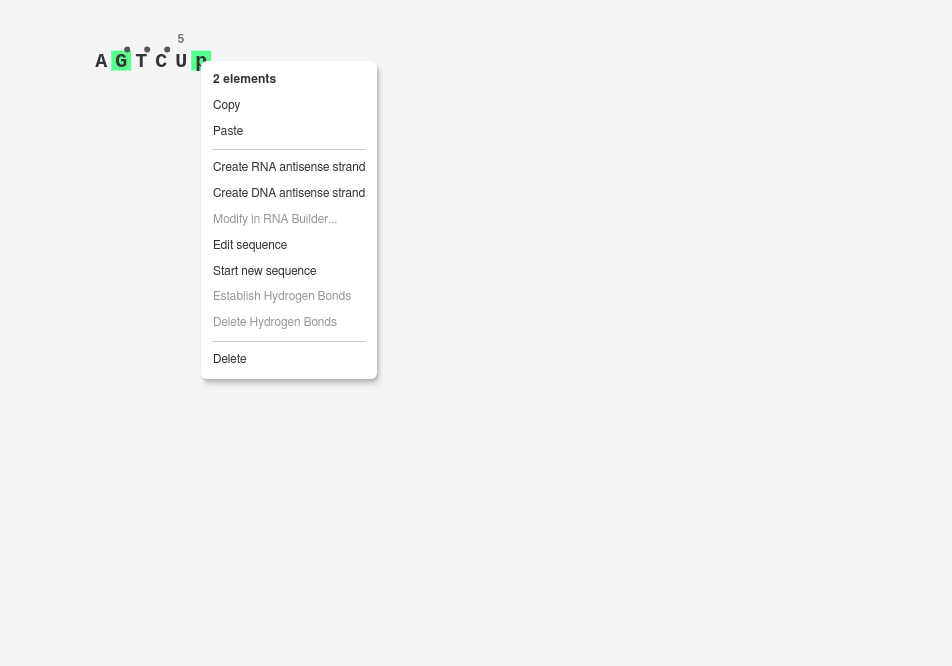 5
A G T C U p
2 elements
Copy
Paste
Create RNA antisense strand
Create DNA antisense strand
Modify in RNA Builder...
Edit sequence
Start new sequence
Establish Hydrogen Bonds
Delete Hydrogen Bonds
Delete